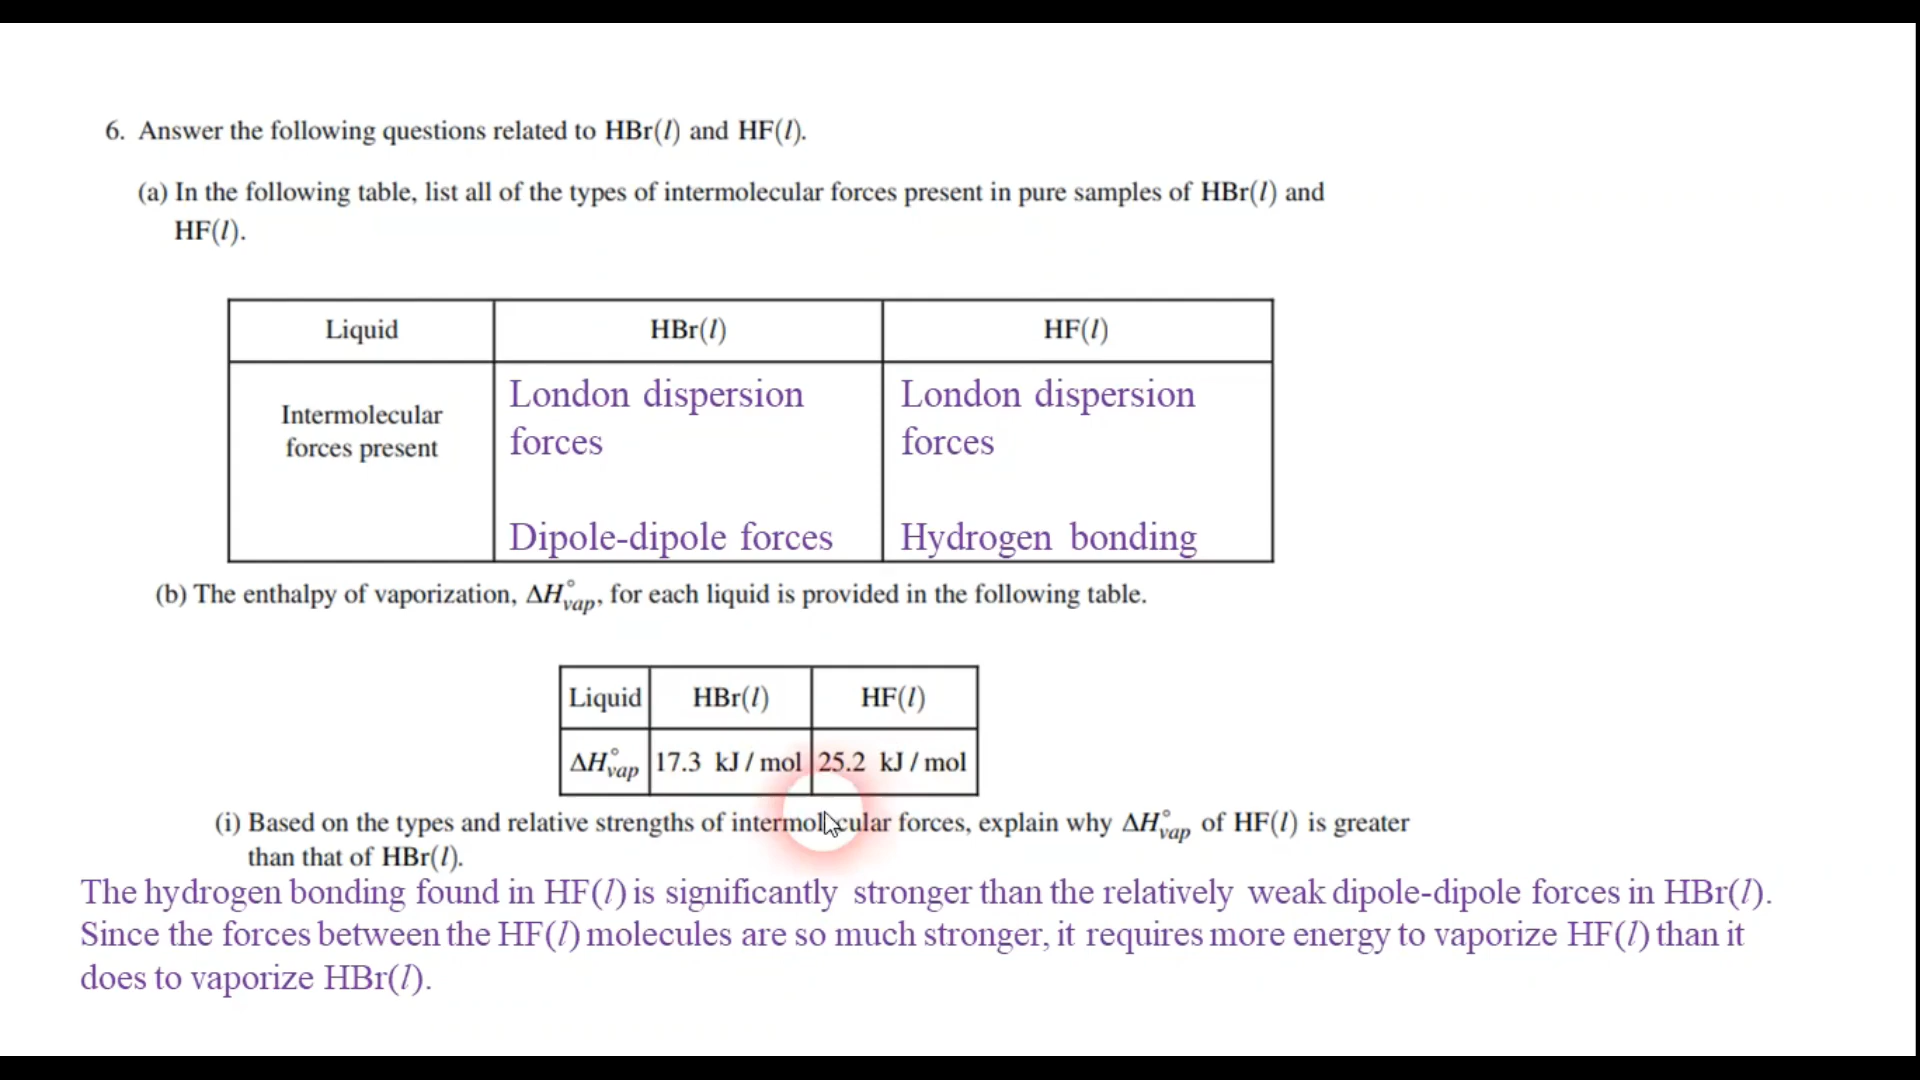 6. Answer the following questions related to HBr(l) and HF(l).
(a) In the following table, list all of the types of intermolecular forces present in pure samples of HBr(l) and
HF(l).
Liquid HBr(l) HF(l)
Intermolecular
forces present
London dispersion
forces
Dipole-dipole forces
London dispersion
forces
Hydrogen bonding
(b) The enthalpy of vaporization, ΔH°vap, for each liquid is provided in the following table.
Liquid HBr(l) HF(l)
ΔH°vap 17.3 kJ / mol 25.2 kJ / mol
(i) Based on the types and relative strengths of intermolecular forces, explain why ΔH°vap of HF(l) is greater
than that of HBr(l).
The hydrogen bonding found in HF(l) is significantly stronger than the relatively weak dipole-dipole forces in HBr(l).
Since the forces between the HF(l) molecules are so much stronger, it requires more energy to vaporize HF(l) than it
does to vaporize HBr(l).